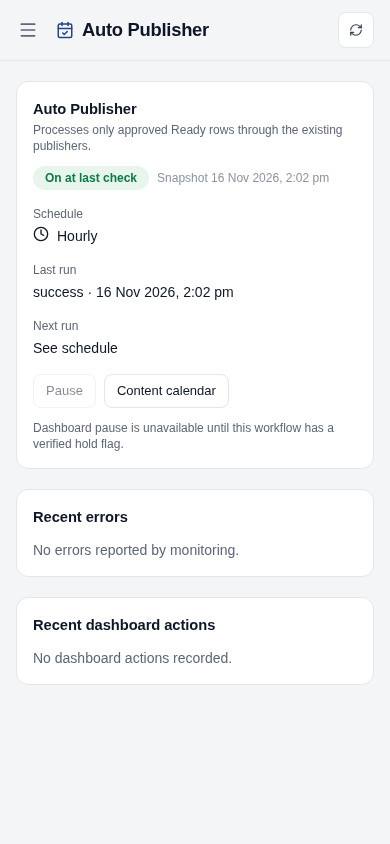 Auto Publisher
Auto Publisher
Processes only approved Ready rows through the existing
publishers.
On at last check Snapshot 16 Nov 2026, 2:02 pm
Schedule
Hourly
Last run
success · 16 Nov 2026, 2:02 pm
Next run
See schedule
Pause Content calendar
Dashboard pause is unavailable until this workflow has a
verified hold flag.
Recent errors
No errors reported by monitoring.
Recent dashboard actions
No dashboard actions recorded.